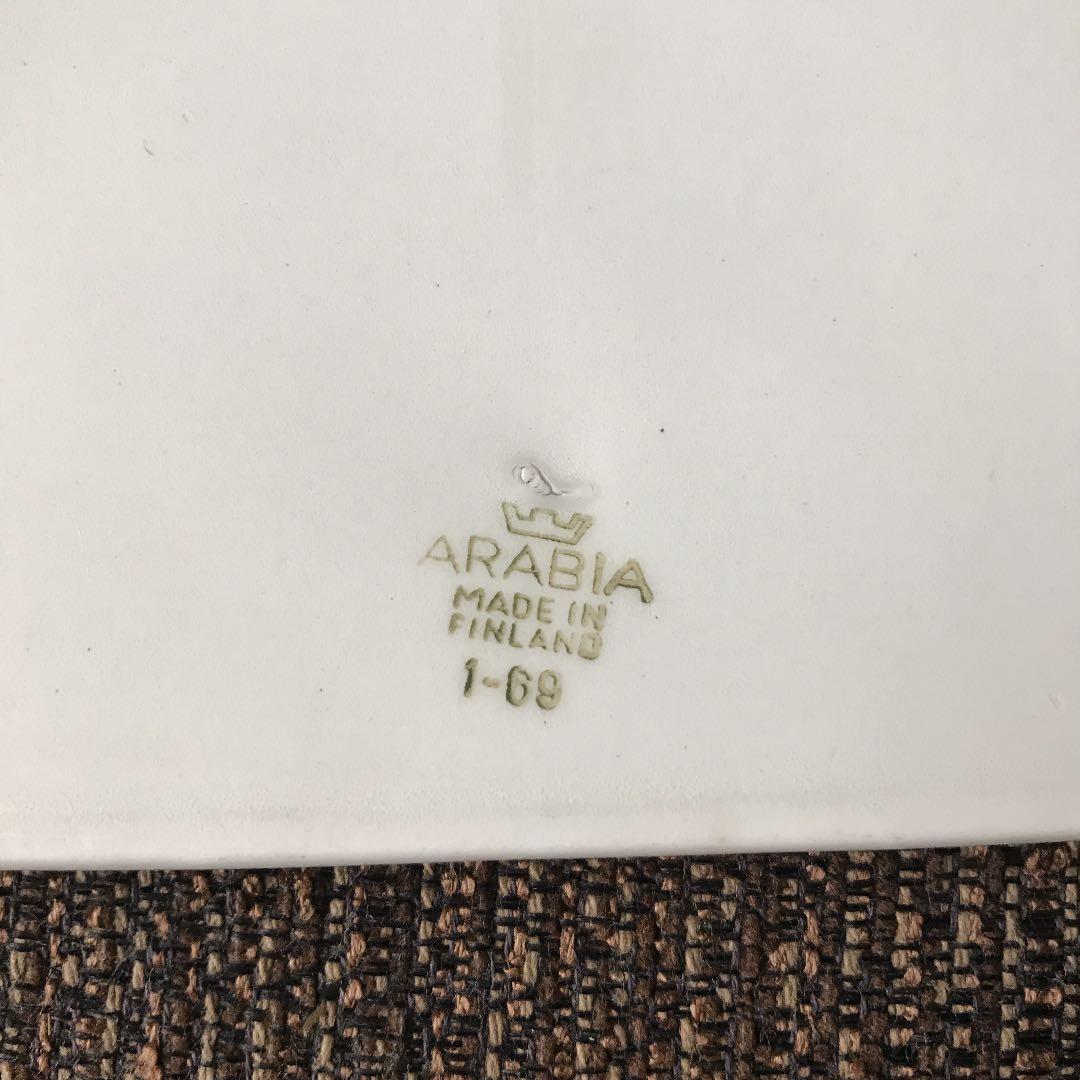 ARABIA
MADE IN
FINLAND
1-69